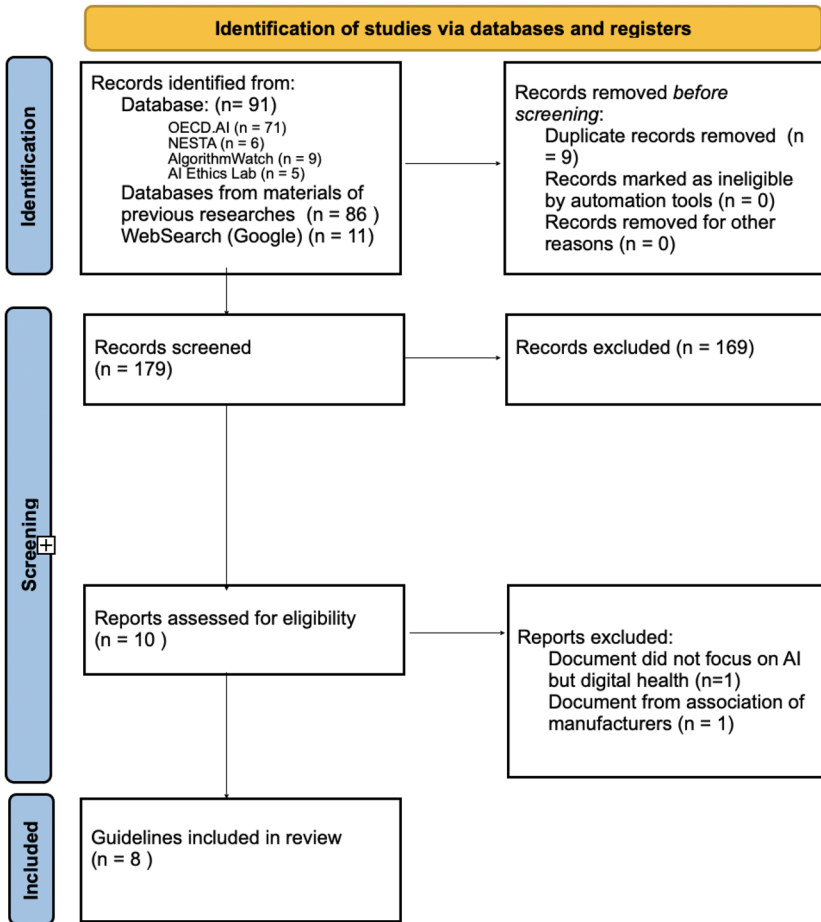 Identification of studies via databases and registers
Identification
Records identified from:
Database: (n= 91)
OECD.AI (n = 71)
NESTA (n = 6)
AlgorithmWatch (n = 9)
AI Ethics Lab (n = 5)
Databases from materials of
previous researches  (n = 86 )
WebSearch (Google) (n = 11)
Records removed before
screening:
Duplicate records removed  (n
= 9)
Records marked as ineligible
by automation tools (n = 0)
Records removed for other
reasons (n = 0)
Screening
Records screened
(n = 179)
Records excluded (n = 169)
Reports assessed for eligibility
(n = 10 )
Reports excluded:
Document did not focus on AI
but digital health (n=1)
Document from association of
manufacturers (n = 1)
Included
Guidelines included in review
(n = 8 )